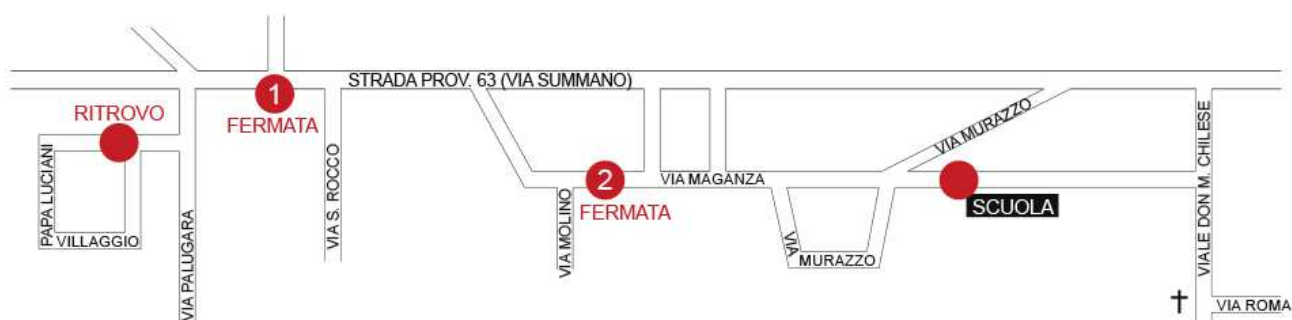 STRADA PROV. 63 (VIA SUMMANO)
1
FERMATA
RITROVO
PAPA LUCIANI
VILLAGGIO
VIA PALUGARA
VIA S. ROCCO
2
FERMATA
VIA MOLINO
VIA MAGANZA
VIA MURAZZO
SCUOLA
VIA
MURAZZO
VIALE DON M. CHILESE
VIA ROMA